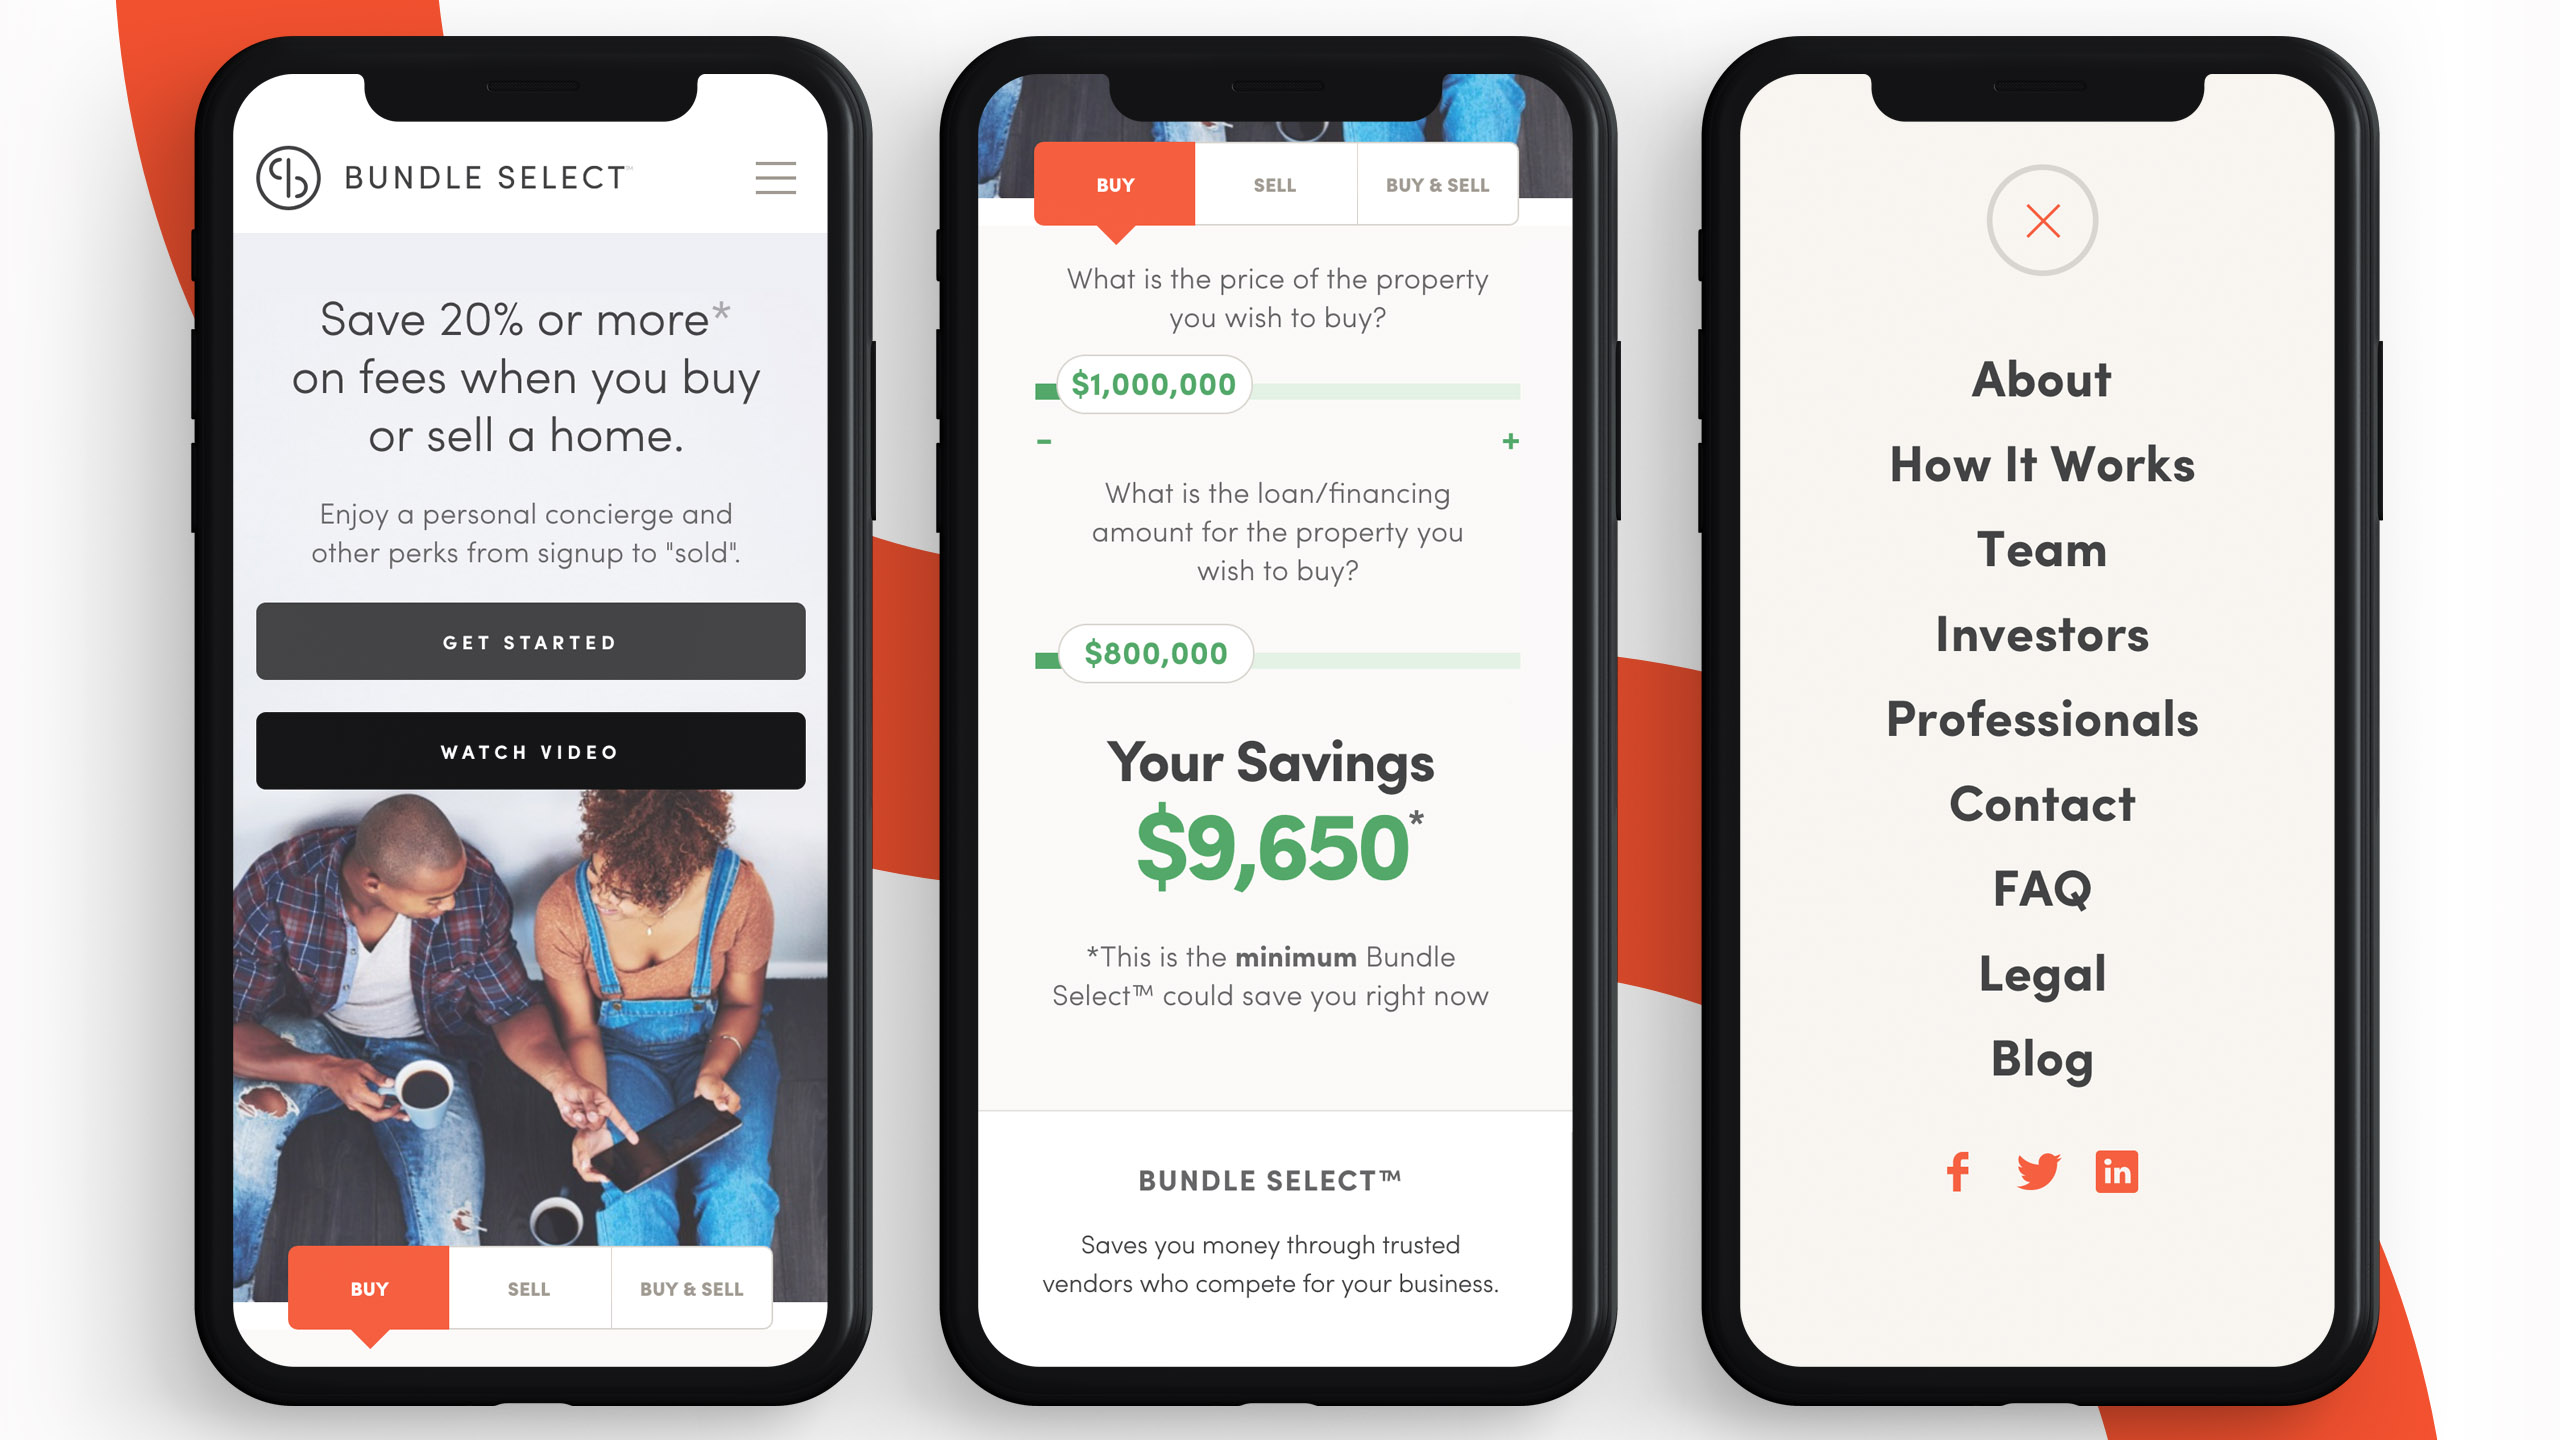 BUNDLE SELECT™
Save 20% or more*
on fees when you buy
or sell a home.
Enjoy a personal concierge and
other perks from signup to "sold".
GET STARTED
WATCH VIDEO
BUY
SELL
BUY & SELL
BUY
SELL
BUY & SELL
What is the price of the property
you wish to buy?
$1,000,000
- +
What is the loan/financing
amount for the property you
wish to buy?
$800,000
Your Savings
$9,650*
*This is the minimum Bundle
Select™ could save you right now
BUNDLE SELECT™
Saves you money through trusted
vendors who compete for your business.
About
How It Works
Team
Investors
Professionals
Contact
FAQ
Legal
Blog
f in